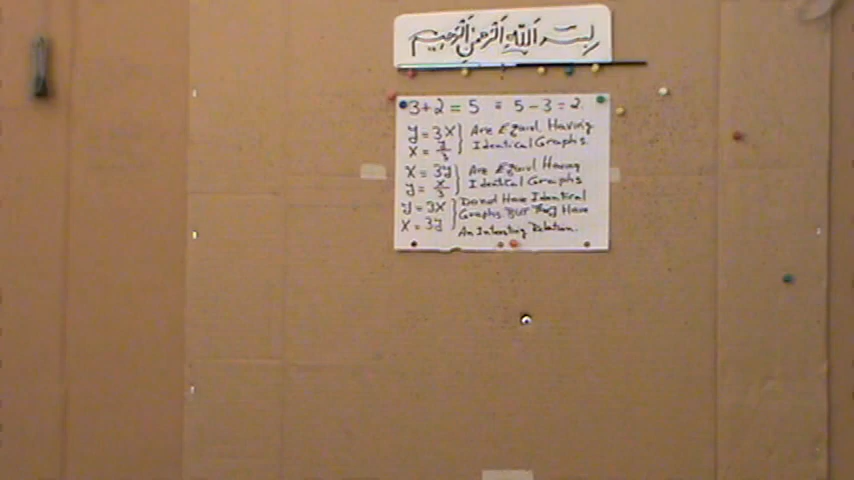 بسم الله الرحمن الرحيم
3+2=5 = 5-3=2
y=3x } Are Equal Having
x=y/3 } Identical Graphs.
x=3y } Are Equal Having
y=x/3 } Identical Graphs
y=3x } Do not Have Identical
Graphs But They Have
x=3y } An Intersting Relation.